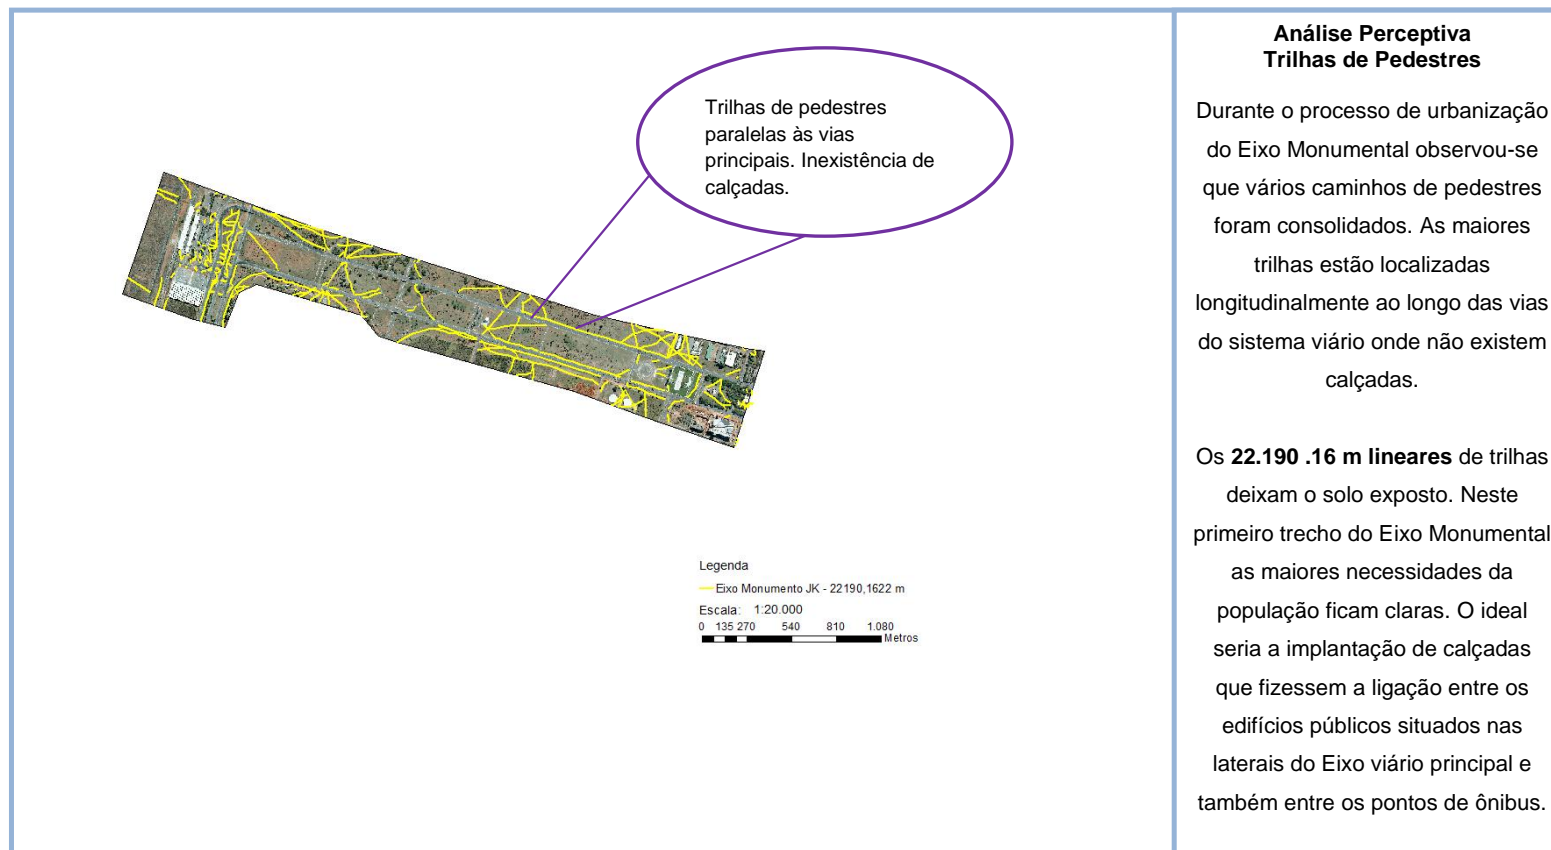 Trilhas de pedestres
paralelas às vias
principais. Inexistência de
calçadas.
Legenda
Eixo Monumento JK - 22190,1622 m
Escala: 1:20.000
0 135 270 540 810 1.080
Metros
Análise Perceptiva
Trilhas de Pedestres
Durante o processo de urbanização
do Eixo Monumental observou-se
que vários caminhos de pedestres
foram consolidados. As maiores
trilhas estão localizadas
longitudinalmente ao longo das vias
do sistema viário onde não existem
calçadas.
Os 22.190 .16 m lineares de trilhas
deixam o solo exposto. Neste
primeiro trecho do Eixo Monumental
as maiores necessidades da
população ficam claras. O ideal
seria a implantação de calçadas
que fizessem a ligação entre os
edifícios públicos situados nas
laterais do Eixo viário principal e
também entre os pontos de ônibus.